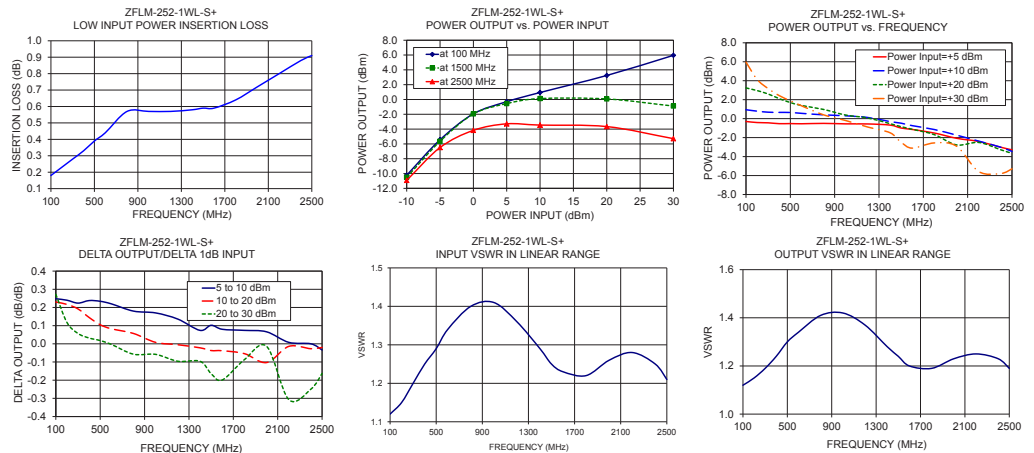 ZFLM-252-1WL-S+
LOW INPUT POWER INSERTION LOSS
INSERTION LOSS (dB)
1.0
0.9
0.8
0.7
0.6
0.5
0.4
0.3
0.2
0.1
100 500 900 1300 1700 2100 2500
FREQUENCY (MHz)
ZFLM-252-1WL-S+
POWER OUTPUT vs. POWER INPUT
POWER OUTPUT (dBm)
8.0
6.0
4.0
2.0
0.0
-2.0
-4.0
-6.0
-8.0
-10.0
-12.0
at 100 MHz
at 1500 MHz
at 2500 MHz
-10 -5 0 5 10 15 20 25 30
POWER INPUT (dBm)
ZFLM-252-1WL-S+
POWER OUTPUT vs. FREQUENCY
POWER OUTPUT (dBm)
8.0
6.0
4.0
2.0
0.0
-2.0
-4.0
-6.0
-8.0
Power Input=+5 dBm
Power Input=+10 dBm
Power Input=+20 dBm
Power Input=+30 dBm
100 500 900 1300 1700 2100 2500
FREQUENCY (MHz)
ZFLM-252-1WL-S+
DELTA OUTPUT/DELTA 1dB INPUT
DELTA OUTPUT (dB/dB)
0.4
0.3
0.2
0.1
0.0
-0.1
-0.2
-0.3
-0.4
5 to 10 dBm
10 to 20 dBm
20 to 30 dBm
100 500 900 1300 1700 2100 2500
FREQUENCY (MHz)
ZFLM-252-1WL-S+
INPUT VSWR IN LINEAR RANGE
VSWR
1.5
1.4
1.3
1.2
1.1
100 500 900 1300 1700 2100 2500
FREQUENCY (MHz)
ZFLM-252-1WL-S+
OUTPUT VSWR IN LINEAR RANGE
VSWR
1.6
1.4
1.2
1.0
100 500 900 1300 1700 2100 2500
FREQUENCY (MHz)